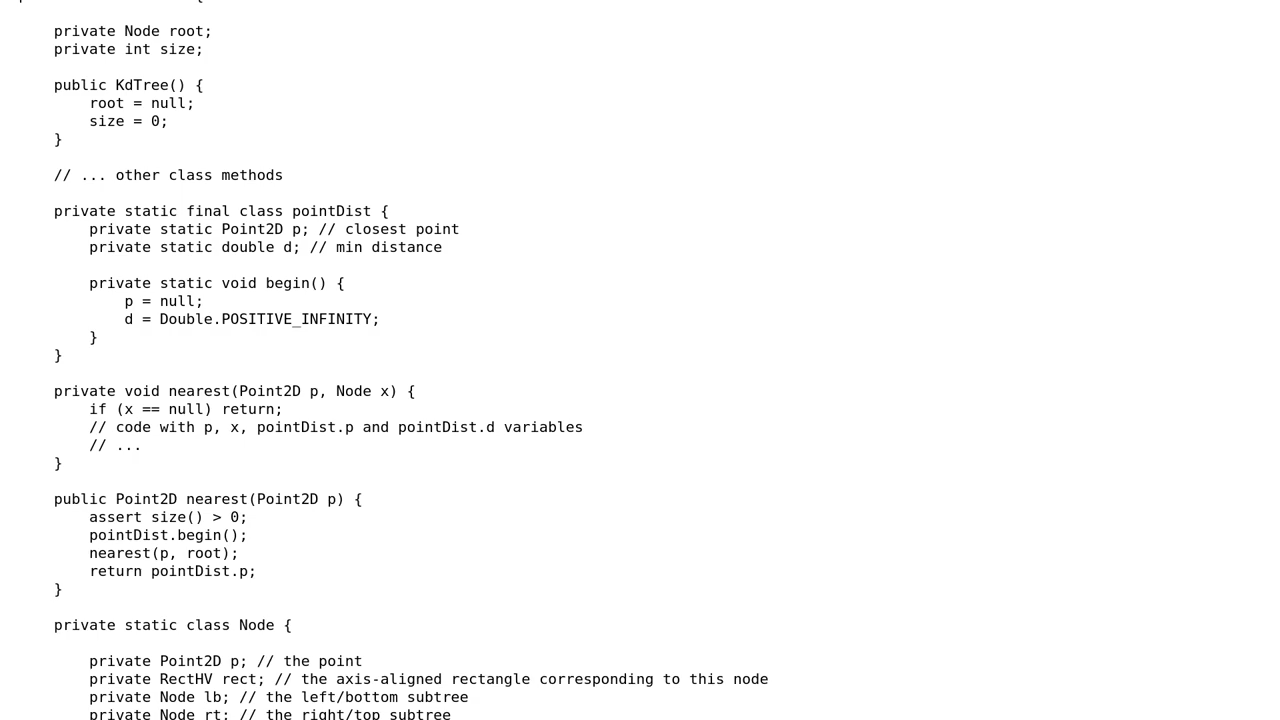 private Node root;
private int size;
public KdTree() {
root = null;
size = 0;
}
// ... other class methods
private static final class pointDist {
private static Point2D p; // closest point
private static double d; // min distance
private static void begin() {
p = null;
d = Double.POSITIVE_INFINITY;
}
}
private void nearest(Point2D p, Node x) {
if (x == null) return;
// code with p, x, pointDist.p and pointDist.d variables
// ...
}
public Point2D nearest(Point2D p) {
assert size() > 0;
pointDist.begin();
nearest(p, root);
return pointDist.p;
}
private static class Node {
private Point2D p; // the point
private RectHV rect; // the axis-aligned rectangle corresponding to this node
private Node lb; // the left/bottom subtree
private Node rt; // the right/top subtree